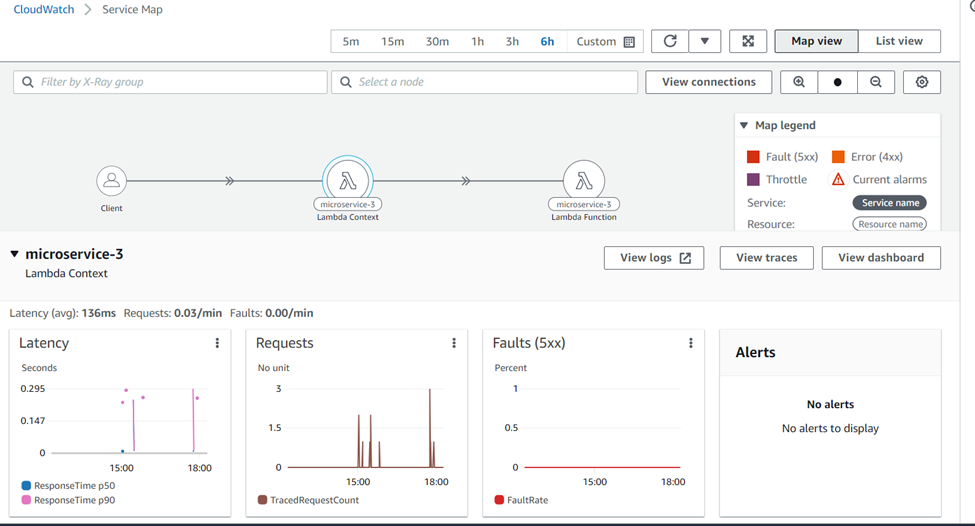 CloudWatch > Service Map
5m 15m 30m 1h 3h 6h Custom
Map view List view
Filter by X-Ray group Select a node View connections
Map legend
Fault (5xx) Error (4xx)
Throttle Current alarms
Service: Service name
Resource: Resource name
Client
microservice-3
Lambda Context
microservice-3
Lambda Function
microservice-3
Lambda Context
View logs View traces View dashboard
Latency (avg): 136ms Requests: 0.03/min Faults: 0.00/min
Latency
Seconds
0.295
0.147
0
15:00 18:00
ResponseTime p50
ResponseTime p90
Requests
No unit
3
1.5
0
15:00 18:00
TracedRequestCount
Faults (5xx)
Percent
1
0.5
0
15:00 18:00
FaultRate
Alerts
No alerts
No alerts to display